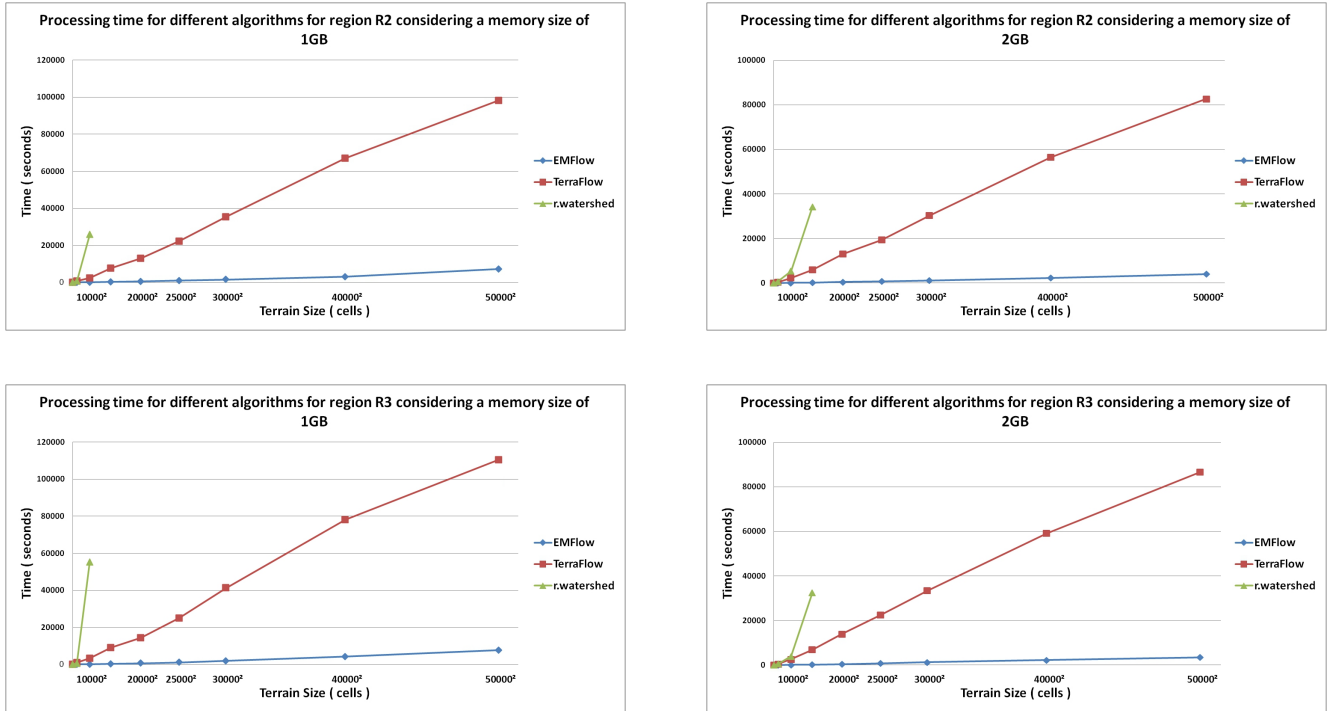 Processing time for different algorithms for region R2 considering a memory size of
1GB
120000
100000
80000
60000
40000
20000
0
Time ( seconds)
10000²
20000²
25000²
30000²
40000²
50000²
Terrain Size ( cells )
EMFlow
TerraFlow
r.watershed
Processing time for different algorithms for region R2 considering a memory size of
2GB
100000
80000
60000
40000
20000
0
Time ( seconds)
10000²
20000²
25000²
30000²
40000²
50000²
Terrain Size ( cells )
EMFlow
TerraFlow
r.watershed
Processing time for different algorithms for region R3 considering a memory size of
1GB
120000
100000
80000
60000
40000
20000
0
Time ( seconds)
10000²
20000²
25000²
30000²
40000²
50000²
Terrain Size ( cells )
EMFlow
TerraFlow
r.watershed
Processing time for different algorithms for region R3 considering a memory size of
2GB
100000
80000
60000
40000
20000
0
Time ( seconds)
10000²
20000²
25000²
30000²
40000²
50000²
Terrain Size ( cells )
EMFlow
TerraFlow
r.watershed